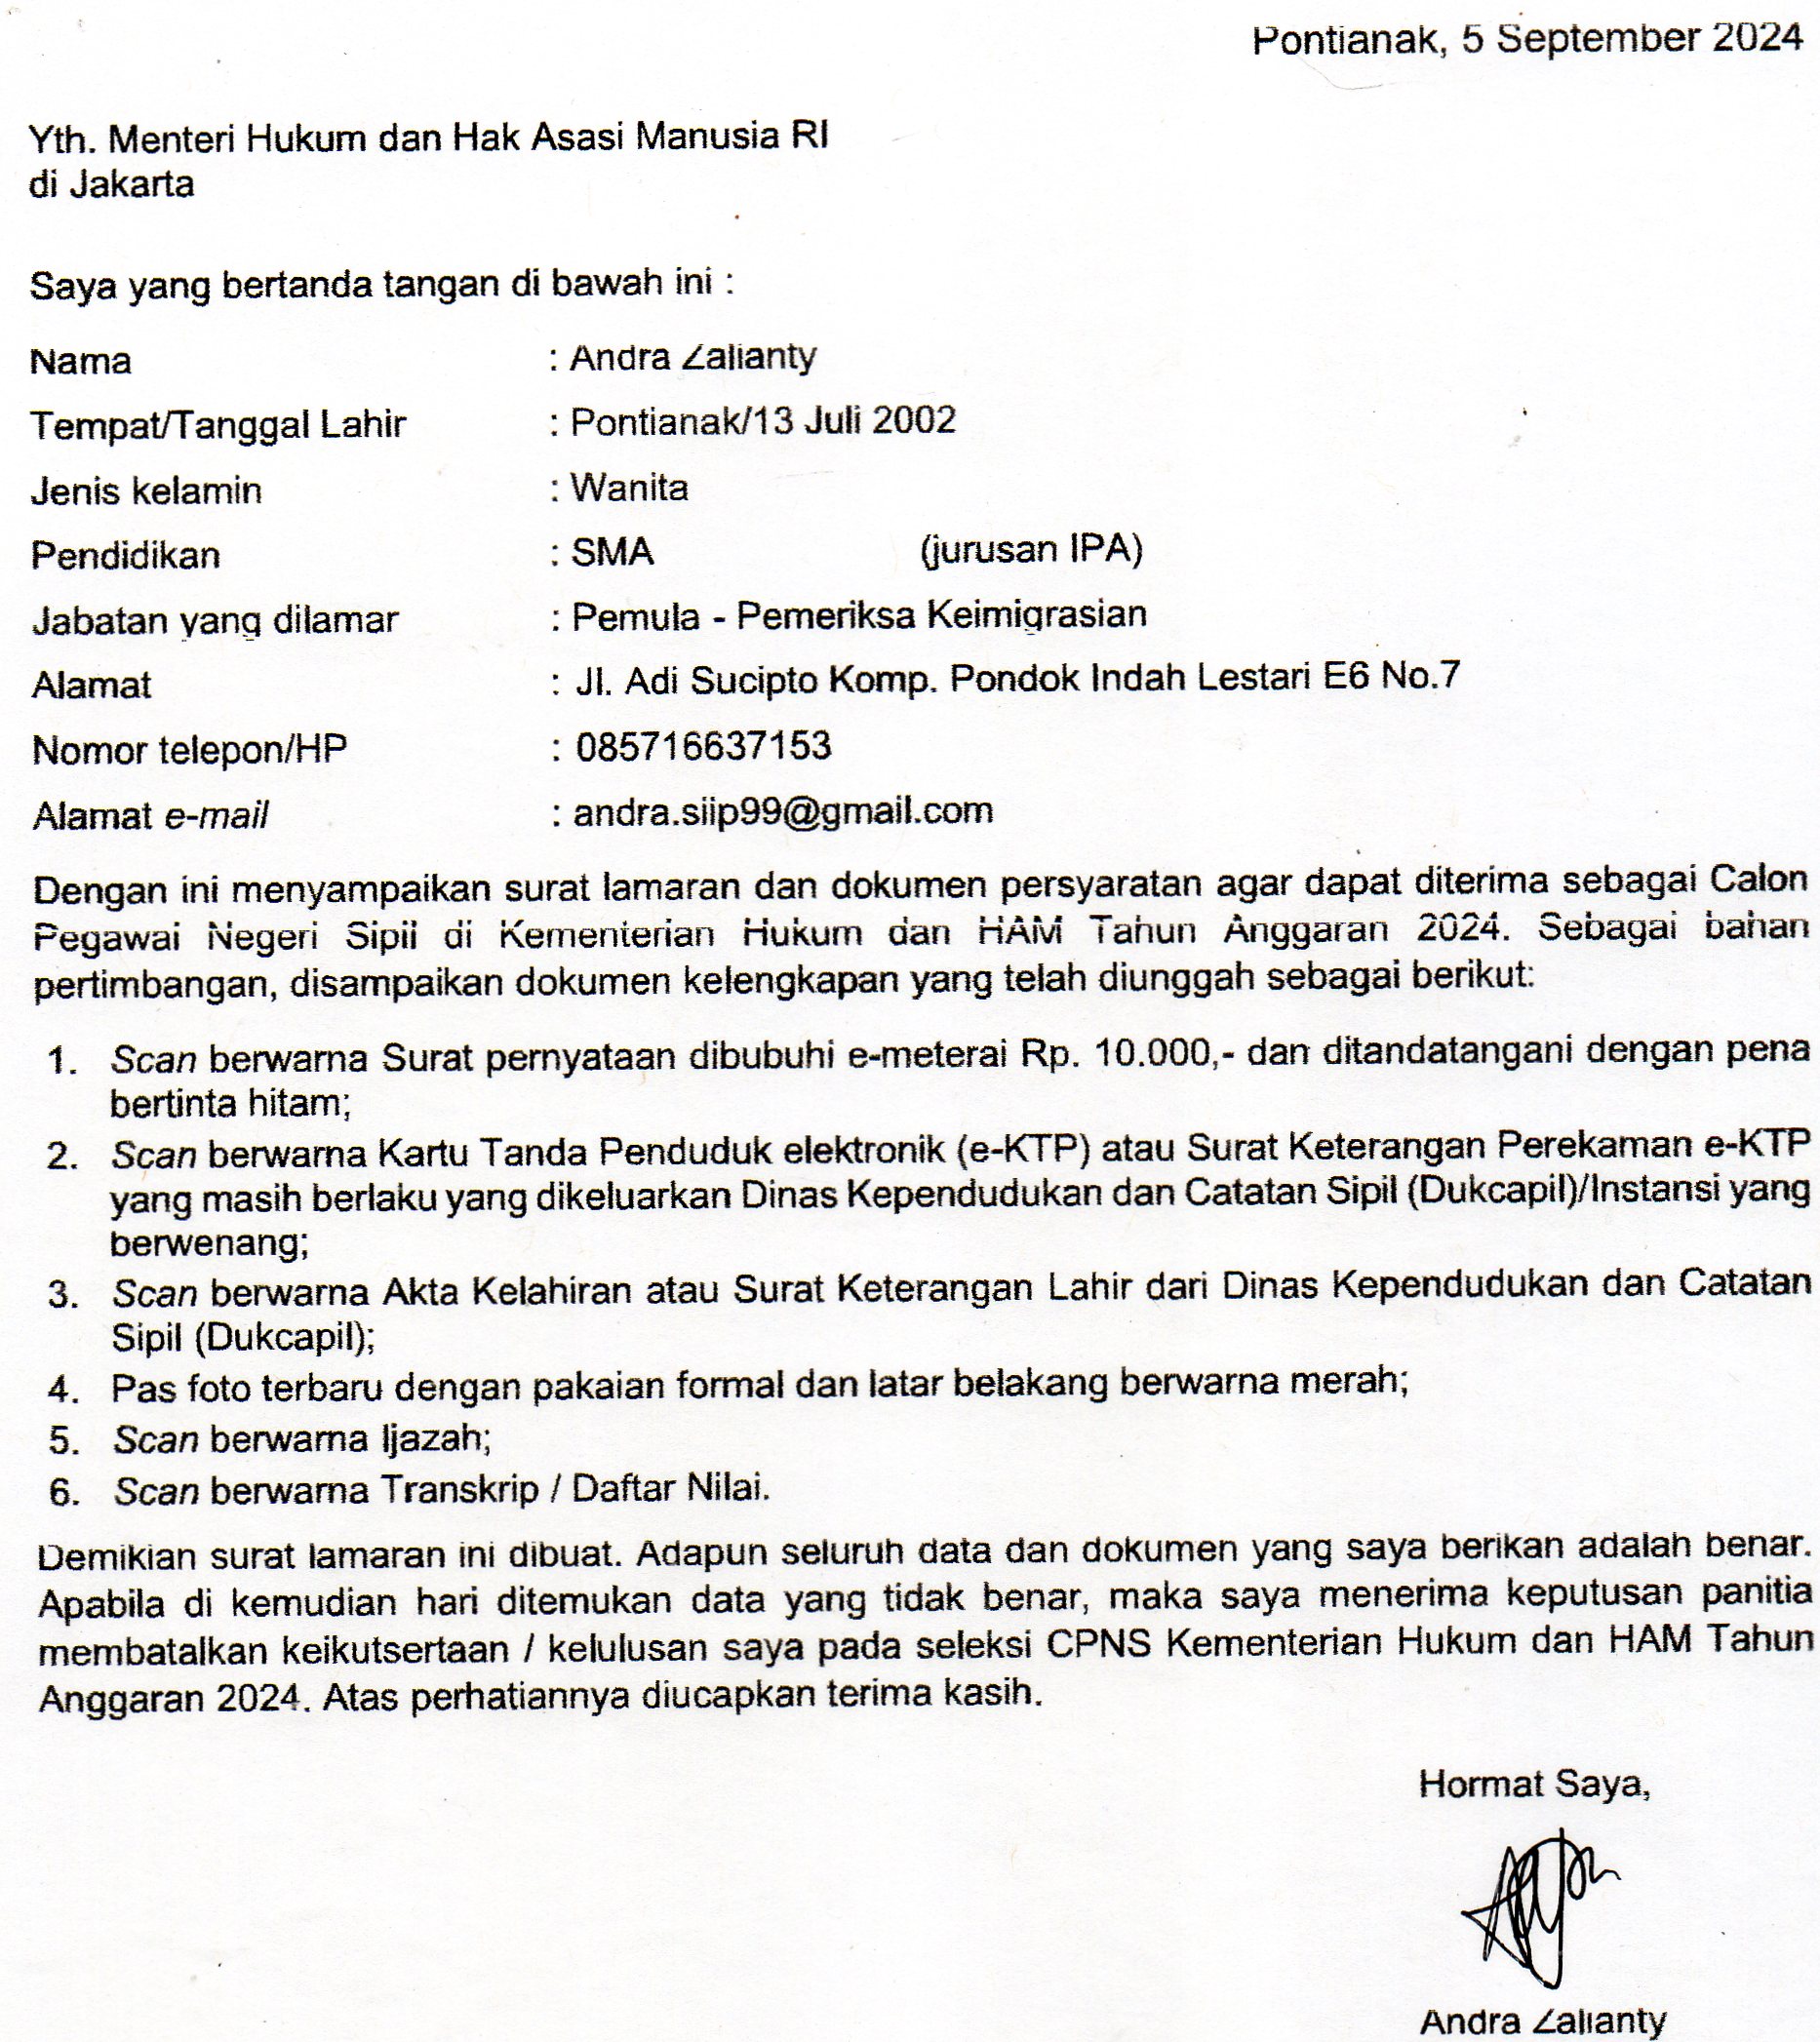 Pontianak, 5 September 2024
Yth. Menteri Hukum dan Hak Asasi Manusia RI
di Jakarta
Saya yang bertanda tangan di bawah ini :
Nama : Andra Zalianty
Tempat/Tanggal Lahir : Pontianak/13 Juli 2002
Jenis kelamin : Wanita
Pendidikan : SMA (jurusan IPA)
Jabatan yang dilamar : Pemula - Pemeriksa Keimigrasian
Alamat : Jl. Adi Sucipto Komp. Pondok Indah Lestari E6 No.7
Nomor telepon/HP : 085716637153
Alamat e-mail : andra.siip99@gmail.com
Dengan ini menyampaikan surat lamaran dan dokumen persyaratan agar dapat diterima sebagai Calon
Pegawai Negeri Sipil di Kementerian Hukum dan HAM Tahun Anggaran 2024. Sebagai bahan
pertimbangan, disampaikan dokumen kelengkapan yang telah diunggah sebagai berikut:
1. Scan berwarna Surat pernyataan dibubuhi e-meterai Rp. 10.000,- dan ditandatangani dengan pena
bertinta hitam;
2. Scan berwarna Kartu Tanda Penduduk elektronik (e-KTP) atau Surat Keterangan Perekaman e-KTP
yang masih berlaku yang dikeluarkan Dinas Kependudukan dan Catatan Sipil (Dukcapil)/Instansi yang
berwenang;
3. Scan berwarna Akta Kelahiran atau Surat Keterangan Lahir dari Dinas Kependudukan dan Catatan
Sipil (Dukcapil);
4. Pas foto terbaru dengan pakaian formal dan latar belakang berwarna merah;
5. Scan berwarna Ijazah;
6. Scan berwarna Transkrip / Daftar Nilai.
Demikian surat lamaran ini dibuat. Adapun seluruh data dan dokumen yang saya berikan adalah benar.
Apabila di kemudian hari ditemukan data yang tidak benar, maka saya menerima keputusan panitia
membatalkan keikutsertaan / kelulusan saya pada seleksi CPNS Kementerian Hukum dan HAM Tahun
Anggaran 2024. Atas perhatiannya diucapkan terima kasih.
Hormat Saya,
Andra Zalianty